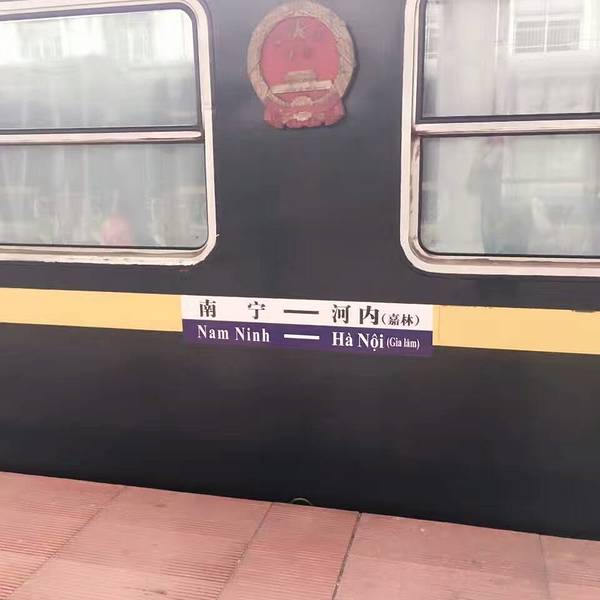 南 宁 — 河内(嘉林)
Nam Ninh — Hà Nội (Gia lâm)